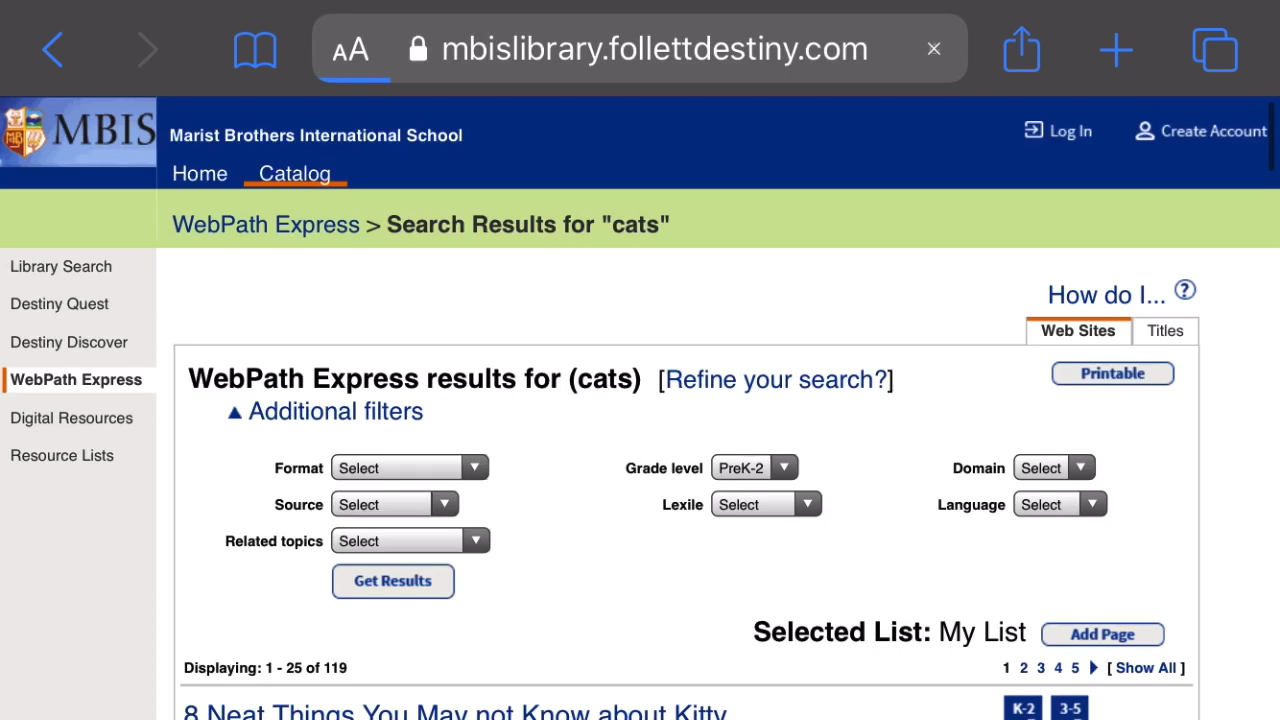 AA mbislibrary.follettdestiny.com ×
MBIS
Marist Brothers International School
Log In
Create Account
Home Catalog
WebPath Express > Search Results for "cats"
Library Search
Destiny Quest
Destiny Discover
WebPath Express
Digital Resources
Resource Lists
How do I... ?
Web Sites Titles
WebPath Express results for (cats) [Refine your search?]
Printable
Additional filters
Format Select Grade level PreK-2 Domain Select
Source Select Lexile Select Language Select
Related topics Select
Get Results
Selected List: My List Add Page
Displaying: 1 - 25 of 119 1 2 3 4 5 [ Show All ]
8 Neat Things You May not Know about Kitty K-2 3-5